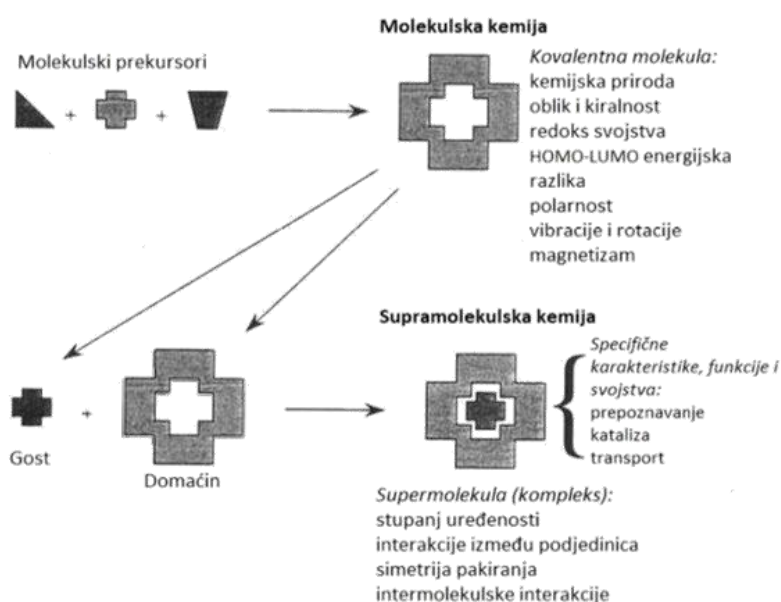 Molekulska kemija
Molekulski prekursori
+
+
Kovalentna molekula:
kemijska priroda
oblik i kiralnost
redoks svojstva
HOMO-LUMO energijska
razlika
polarnost
vibracije i rotacije
magnetizam
Supramolekulska kemija
Gost
+
Domaćin
Specifične
karakteristike, funkcije i
svojstva:
prepoznavanje
kataliza
transport
Supermolekula (kompleks):
stupanj uređenosti
interakcije između podjedinica
simetrija pakiranja
intermolekulske interakcije